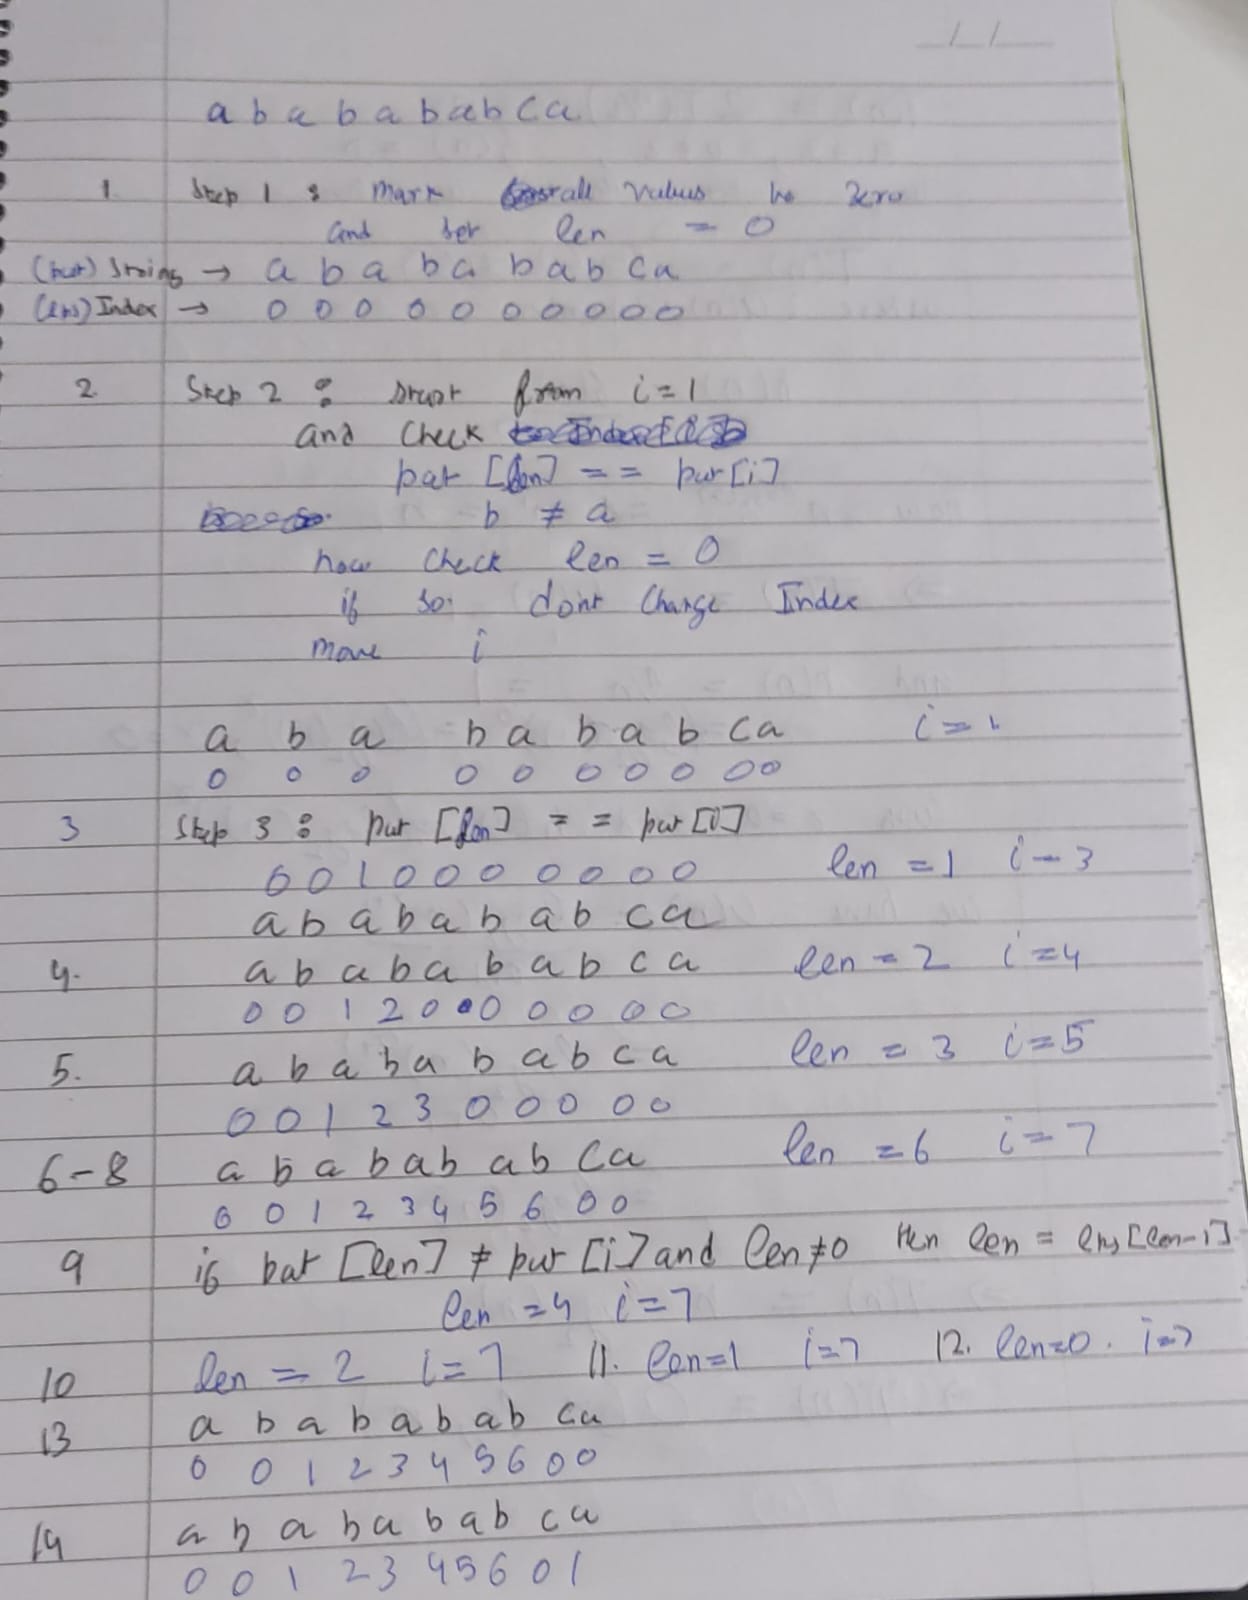 a b a b a b a b c a
1. Step 1 : Mark all values to zero
and set len = 0
(pat) String → a b a b a b a b c a
(lps) Index → 0 0 0 0 0 0 0 0 0 0
2 Step 2 : start from i = 1
and check
pat [len] == pat [i]
b ≠ a
now check len = 0
if so dont change Index
move i
a b a b a b a b c a i = 1
0 0 0 0 0 0 0 0 0 0
3 Step 3 : pat [len] == pat [i]
0 0 1 0 0 0 0 0 0 0 len = 1 i = 3
a b a b a b a b c a
4. a b a b a b a b c a len = 2 i = 4
0 0 1 2 0 0 0 0 0 0
5. a b a b a b a b c a len = 3 i = 5
0 0 1 2 3 0 0 0 0 0
6-8 a b a b a b a b c a len = 6 i = 7
0 0 1 2 3 4 5 6 0 0
9 if pat [len] ≠ pat [i] and len ≠ 0 then len = lps [len-1]
len = 4 i = 7
10 len = 2 i = 7 11. len = 1 i = 7 12. len = 0. i = 7
13 a b a b a b a b c a
0 0 1 2 3 4 5 6 0 0
14 a b a b a b a b c a
0 0 1 2 3 4 5 6 0 1